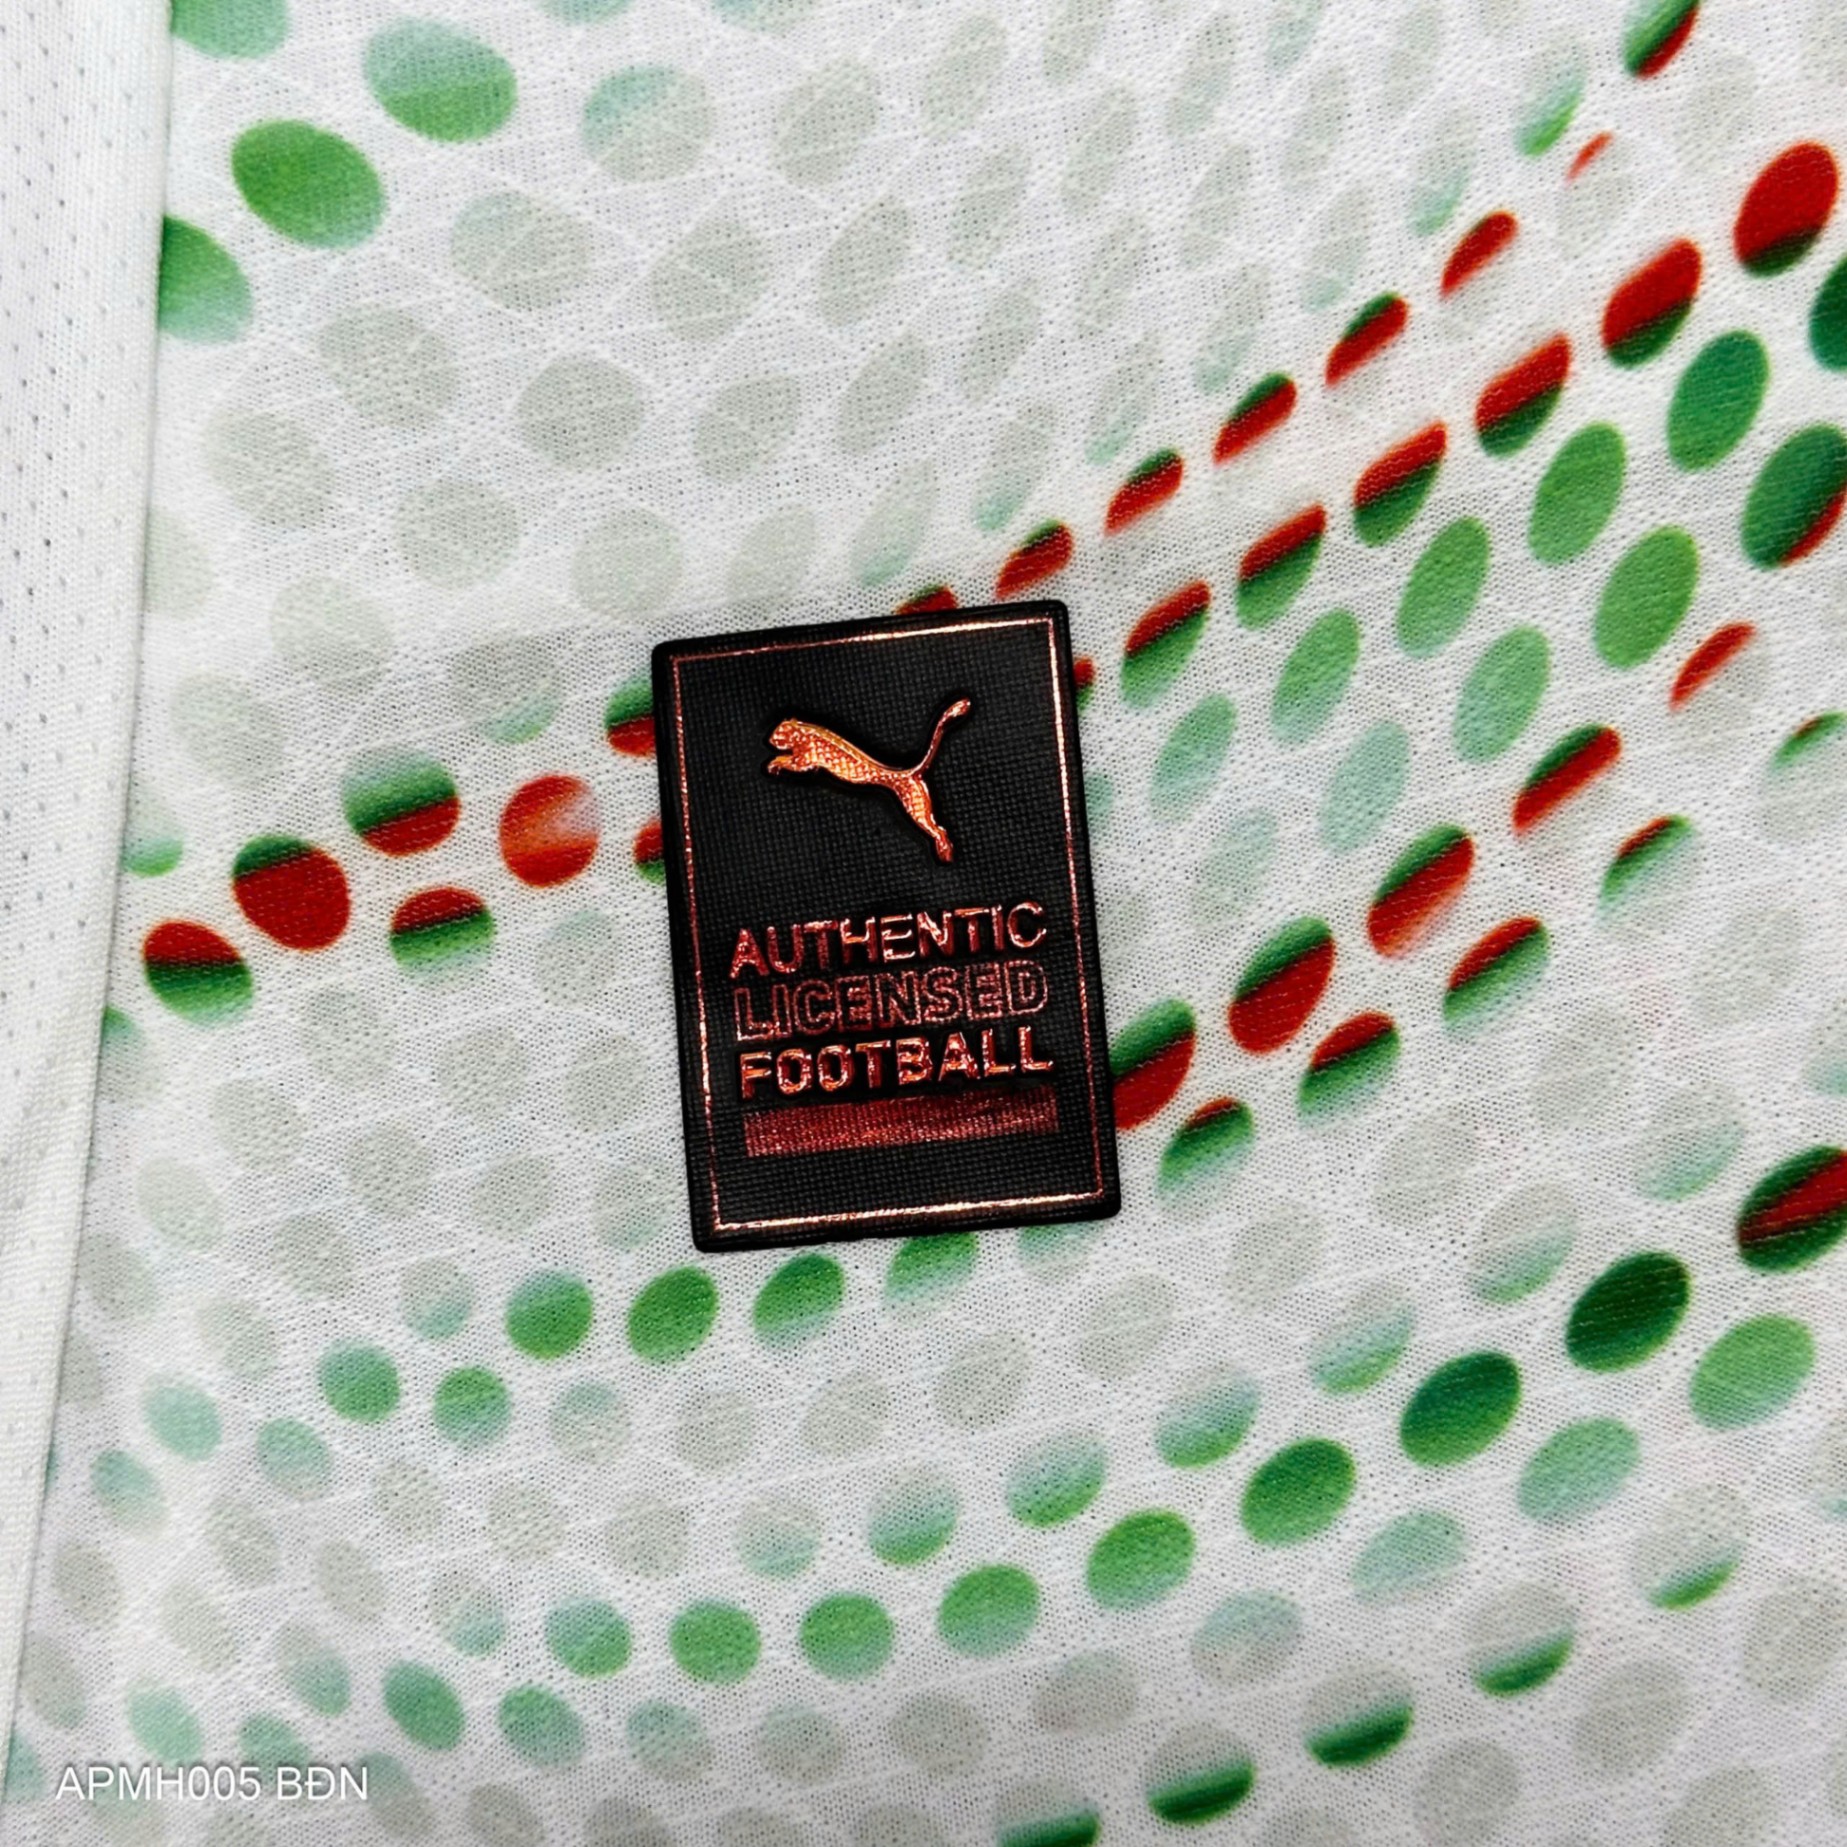 AUTHENTIC
LICENSED
FOOTBALL
APMH005 BĐN